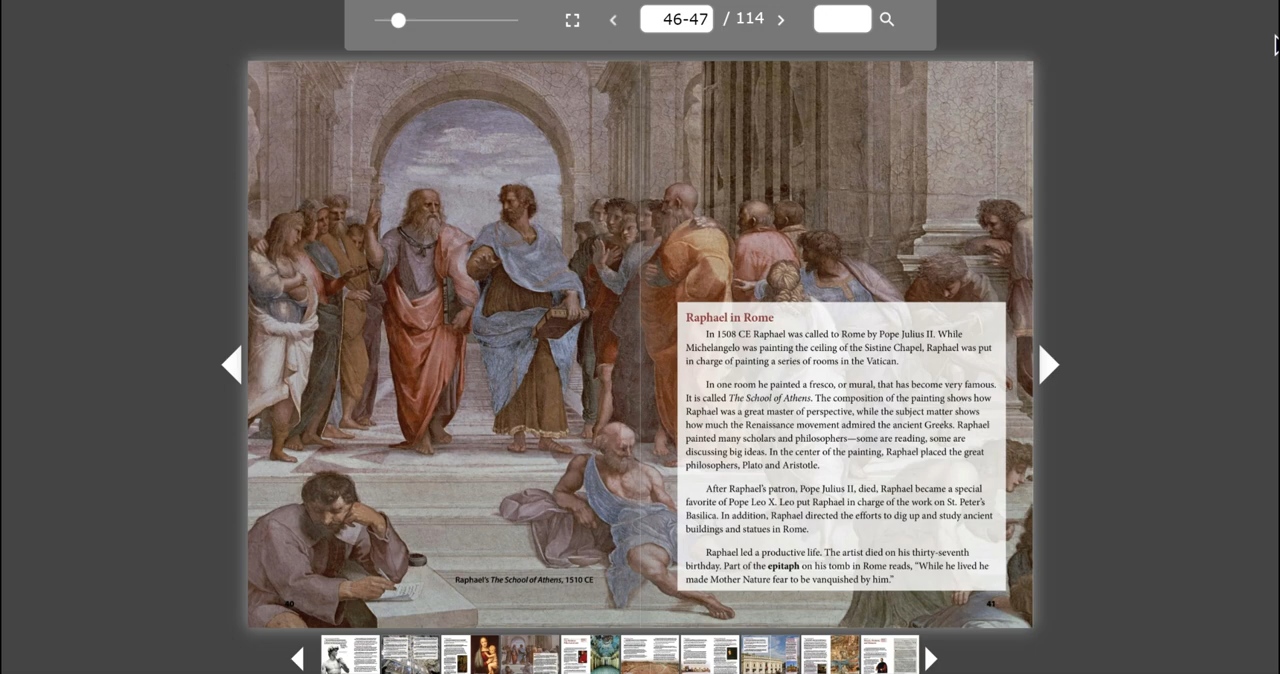 46-47 / 114
Raphael in Rome
In 1508 CE Raphael was called to Rome by Pope Julius II. While
Michelangelo was painting the ceiling of the Sistine Chapel, Raphael was put
in charge of painting a series of rooms in the Vatican.
In one room he painted a fresco, or mural, that has become very famous.
It is called The School of Athens. The composition of the painting shows how
Raphael was a great master of perspective, while the subject matter shows
how much the Renaissance movement admired the ancient Greeks. Raphael
painted many scholars and philosophers—some are reading, some are
discussing big ideas. In the center of the painting, Raphael placed the great
philosophers, Plato and Aristotle.
After Raphael’s patron, Pope Julius II, died, Raphael became a special
favorite of Pope Leo X. Leo put Raphael in charge of the work on St. Peter’s
Basilica. In addition, Raphael directed the efforts to dig up and study ancient
buildings and statues in Rome.
Raphael led a productive life. The artist died on his thirty-seventh
birthday. Part of the epitaph on his tomb in Rome reads, “While he lived he
made Mother Nature fear to be vanquished by him.”
Raphael’s The School of Athens, 1510 CE
40
41